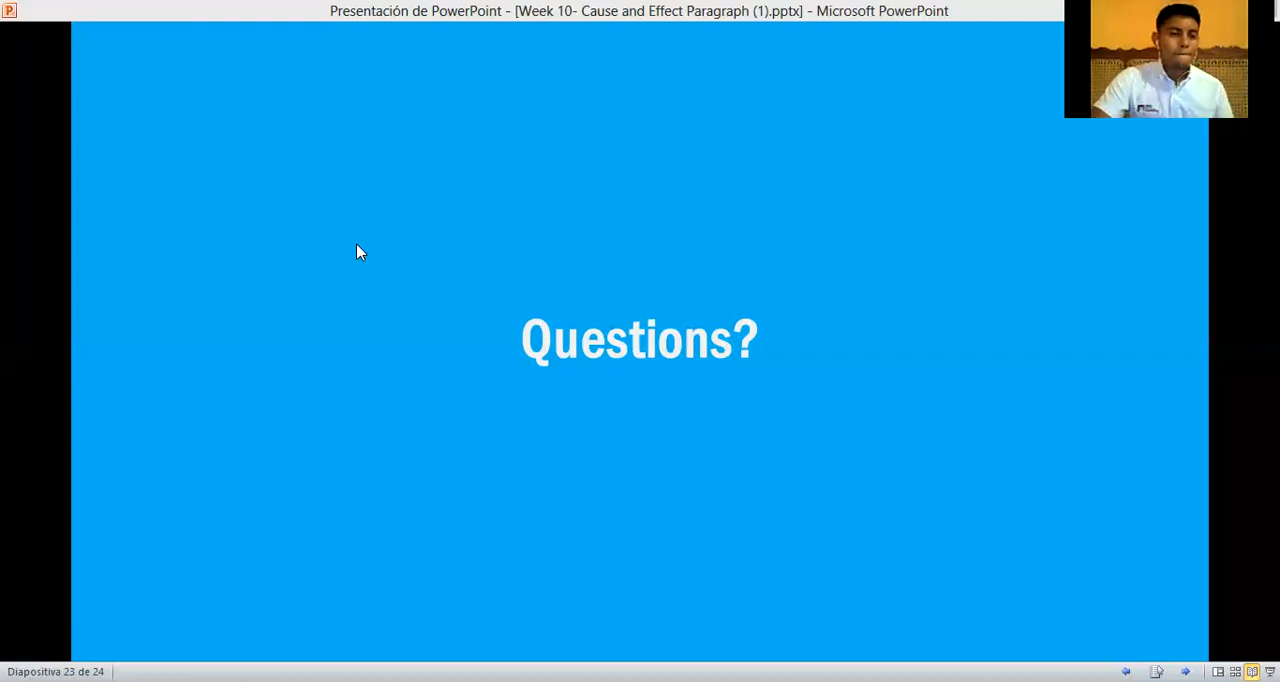 Presentación de PowerPoint - [Week 10- Cause and Effect Paragraph (1).pptx] - Microsoft PowerPoint
Questions?
Diapositiva 23 de 24